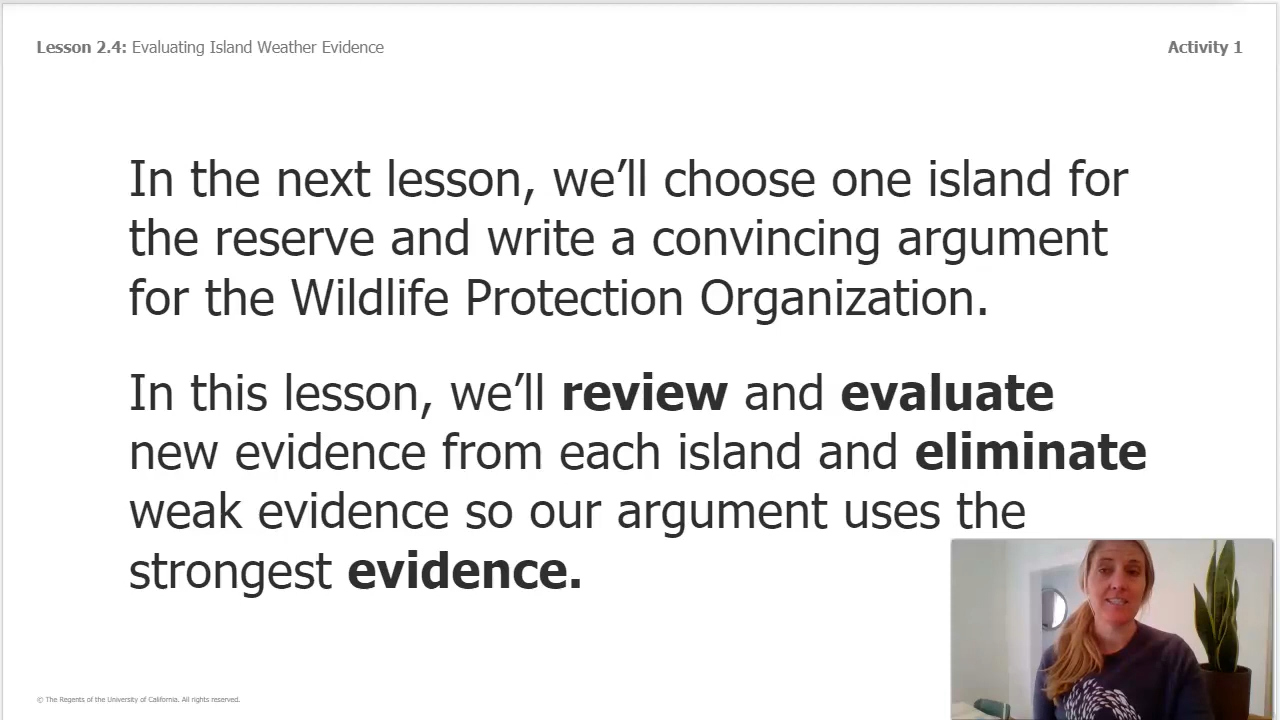 Lesson 2.4: Evaluating Island Weather Evidence
Activity 1
In the next lesson, we’ll choose one island for
the reserve and write a convincing argument
for the Wildlife Protection Organization.
In this lesson, we’ll review and evaluate
new evidence from each island and eliminate
weak evidence so our argument uses the
strongest evidence.
© The Regents of the University of California. All rights reserved.